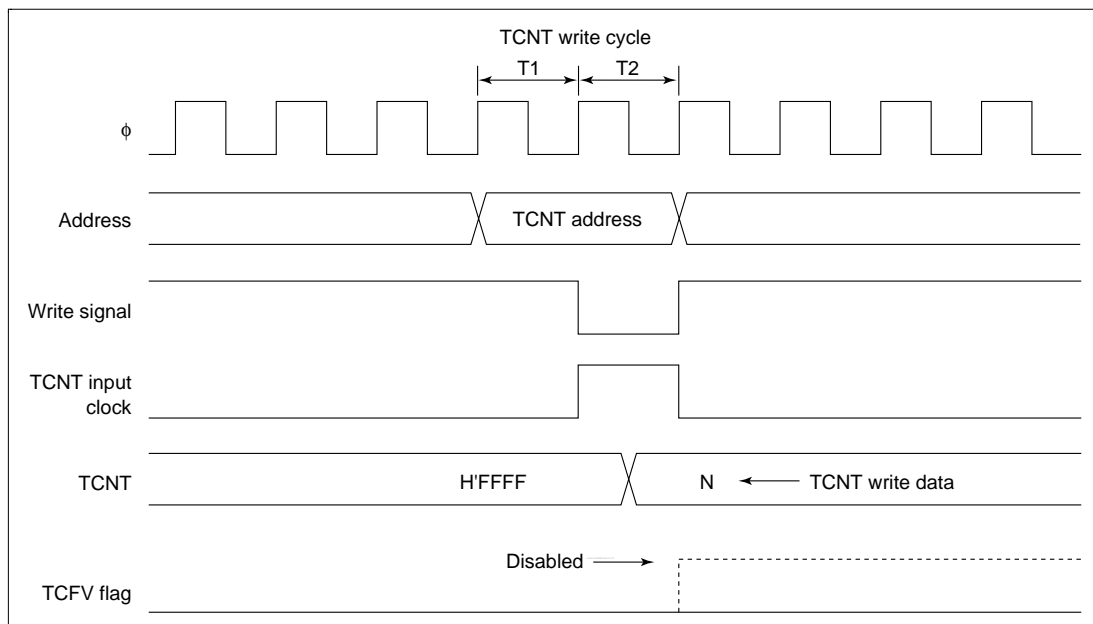 TCNT write cycle
T1 T2
ϕ
Address
TCNT address
Write signal
TCNT input
clock
TCNT
H'FFFF
N
TCNT write data
Disabled
TCFV flag